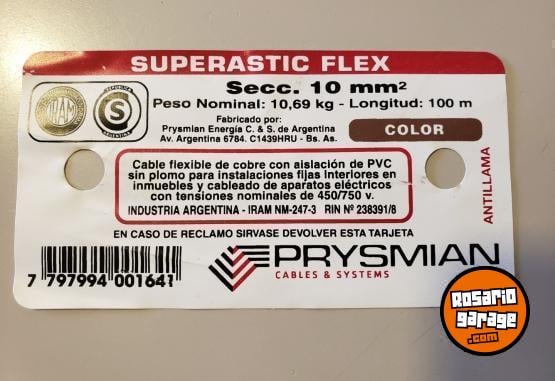 SUPERASTIC FLEX
Secc. 10 mm²
Peso Nominal: 10,69 kg - Longitud: 100 m
IRAM
REPUBLICA
S
ARGENTINA
Fabricado por:
Prysmian Energía C. & S. de Argentina
Av. Argentina 6784. C1439HRU - Bs. As.
COLOR
Cable flexible de cobre con aislación de PVC
sin plomo para instalaciones fijas Interiores en
inmuebles y cableado de aparatos eléctricos
con tensiones nominales de 450/750 v.
INDUSTRIA ARGENTINA - IRAM NM-247-3 RIN Nº 238391/8
ANTILLAMA
EN CASO DE RECLAMO SIRVASE DEVOLVER ESTA TARJETA
7 797994 001641
PRYSMIAN
CABLES & SYSTEMS
Rosario
garage
.com